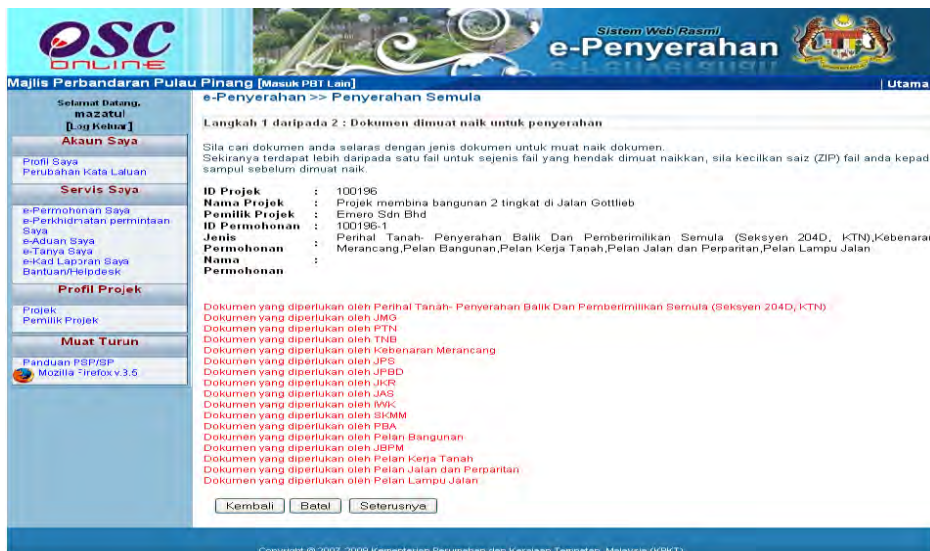 OSC
ONLINE
Sistem Web Rasmi
e-Penyerahan
Majlis Perbandaran Pulau Pinang [Masuk PBT Lain]
| Utama
Selamat Datang,
mazatul
[Log Keluar]
Akaun Saya
Profil Saya
Perubahan Kata Laluan
Servis Saya
e-Permohonan Saya
e-Perkhidmatan permintaan
Saya
e-Aduan Saya
e-Tanya Saya
e-Kad Laporan Saya
Bantuan/Helpdesk
Profil Projek
Projek
Pemilik Projek
Muat Turun
Panduan PSP/SP
Mozilla Firefox v.3.5
e-Penyerahan >> Penyerahan Semula
Langkah 1 daripada 2 : Dokumen dimuat naik untuk penyerahan
Sila cari dokumen anda selaras dengan jenis dokumen untuk muat naik dokumen.
Sekiranya terdapat lebih daripada satu fail untuk sejenis fail yang hendak dimuat naikkan, sila kecilkan saiz (ZIP) fail anda kepad
sampul sebelum dimuat naik.
ID Projek : 100196
Nama Projek : Projek membina bangunan 2 tingkat di Jalan Gottlieb
Pemilik Projek : Emero Sdn Bhd
ID Permohonan : 100196-1
Jenis Permohonan : Perihal Tanah- Penyerahan Balik Dan Pemberimilikan Semula (Seksyen 204D, KTN),Kebenaran
Merancang,Pelan Bangunan,Pelan Kerja Tanah,Pelan Jalan dan Perparitan,Pelan Lampu Jalan
Nama Permohonan :
Dokumen yang diperlukan oleh Perihal Tanah- Penyerahan Balik Dan Pemberimilikan Semula (Seksyen 204D, KTN)
Dokumen yang diperlukan oleh JMG
Dokumen yang diperlukan oleh PTN
Dokumen yang diperlukan oleh TNB
Dokumen yang diperlukan oleh Kebenaran Merancang
Dokumen yang diperlukan oleh JPS
Dokumen yang diperlukan oleh JPBD
Dokumen yang diperlukan oleh JKR
Dokumen yang diperlukan oleh JAS
Dokumen yang diperlukan oleh IWK
Dokumen yang diperlukan oleh SKMM
Dokumen yang diperlukan oleh PBA
Dokumen yang diperlukan oleh Pelan Bangunan
Dokumen yang diperlukan oleh JBPM
Dokumen yang diperlukan oleh Pelan Kerja Tanah
Dokumen yang diperlukan oleh Pelan Jalan dan Perparitan
Dokumen yang diperlukan oleh Pelan Lampu Jalan
Kembali Batal Seterusnya
Copyright @ 2007-2009 Kementerian Perumahan dan Kerajaan Tempatan, Malaysia (KPKT)